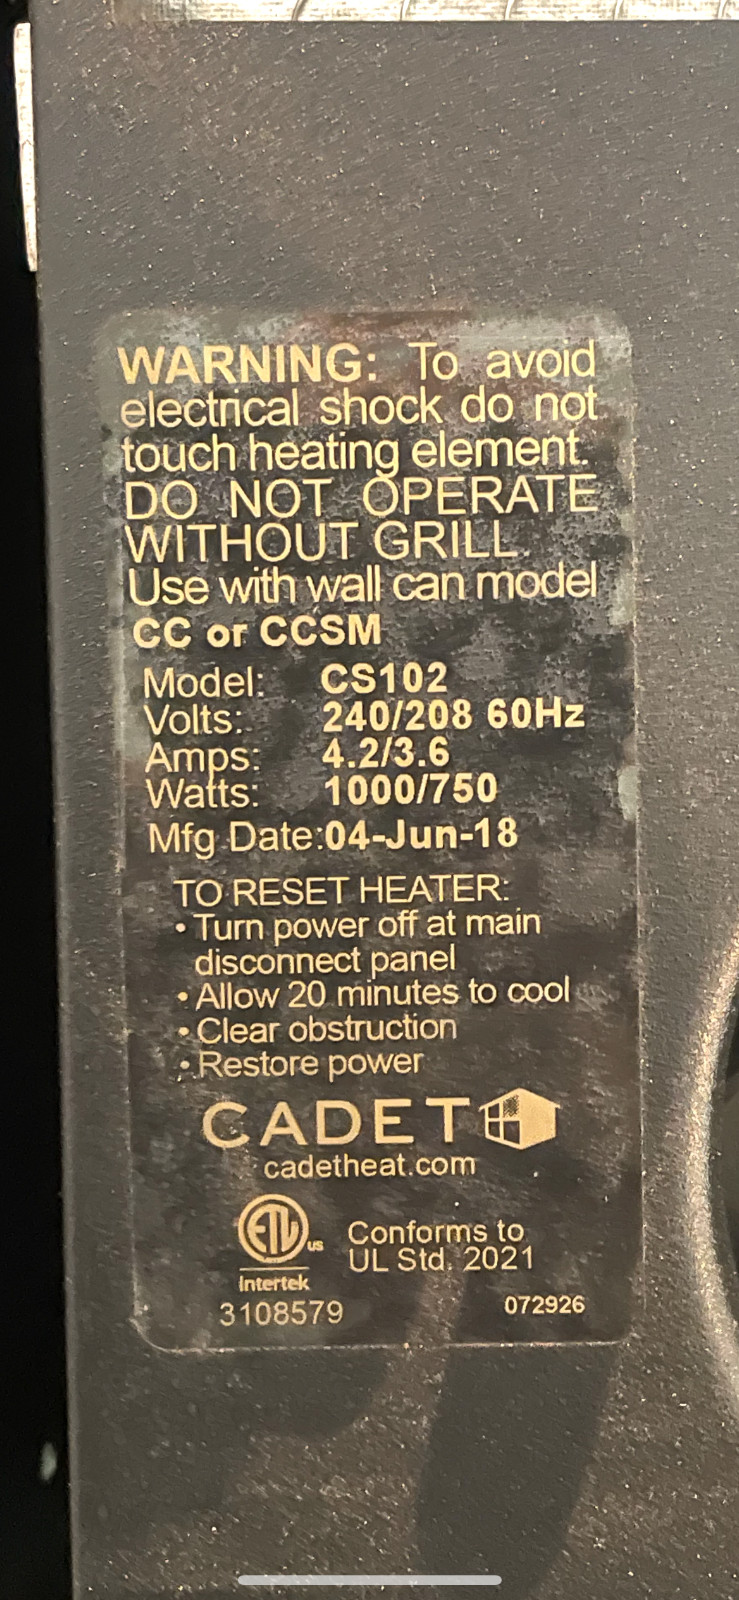 WARNING: To avoid
electrical shock do not
touch heating element.
DO NOT OPERATE
WITHOUT GRILL.
Use with wall can model
CC or CCSM
Model: CS102
Volts: 240/208 60Hz
Amps: 4.2/3.6
Watts: 1000/750
Mfg Date:04-Jun-18
TO RESET HEATER:
• Turn power off at main
disconnect panel
• Allow 20 minutes to cool
• Clear obstruction
• Restore power
CADET
cadetheat.com
ETL us
Conforms to
UL Std. 2021
Intertek
3108579
072926